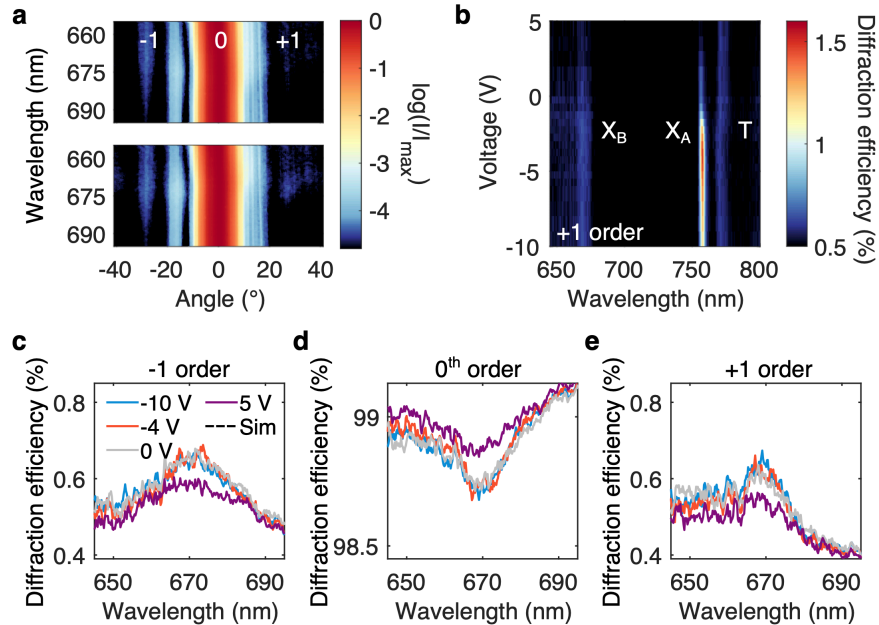 a
-1
0
+1
660
675
690
660
675
690
Wavelength (nm)
-40
-20
0
20
40
Angle (°)
0
-1
-2
-3
-4
log(I/Imax)
b
5
0
-5
-10
Voltage (V)
XB
XA
T
+1 order
650
700
750
800
Wavelength (nm)
1.5
1
0.5
Diffraction efficiency (%)
c
-1 order
0.8
0.6
0.4
Diffraction efficiency (%)
-10 V
-4 V
0 V
5 V
Sim
650
670
690
Wavelength (nm)
d
0th order
99
98.5
Diffraction efficiency (%)
650
670
690
Wavelength (nm)
e
+1 order
0.8
0.6
0.4
Diffraction efficiency (%)
650
670
690
Wavelength (nm)